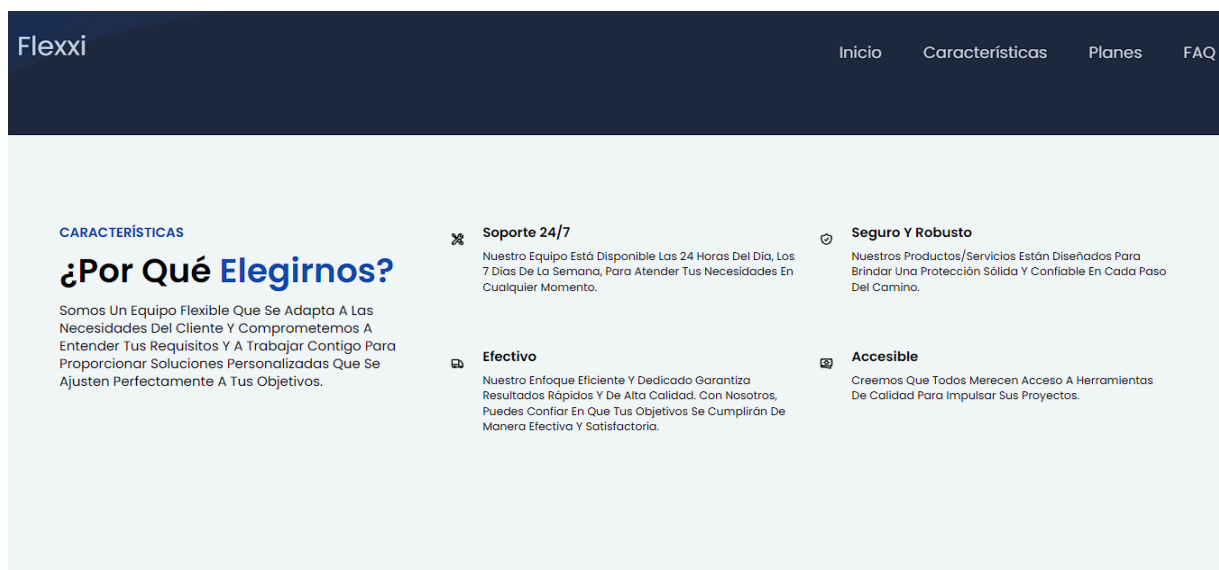 Flexxi
Inicio Características Planes FAQ
CARACTERÍSTICAS
¿Por Qué Elegirnos?
Somos Un Equipo Flexible Que Se Adapta A Las
Necesidades Del Cliente Y Comprometemos A
Entender Tus Requisitos Y A Trabajar Contigo Para
Proporcionar Soluciones Personalizadas Que Se
Ajusten Perfectamente A Tus Objetivos.
Soporte 24/7
Nuestro Equipo Está Disponible Las 24 Horas Del Día, Los
7 Días De La Semana, Para Atender Tus Necesidades En
Cualquier Momento.
Seguro Y Robusto
Nuestros Productos/Servicios Están Diseñados Para
Brindar Una Protección Sólida Y Confiable En Cada Paso
Del Camino.
Efectivo
Nuestro Enfoque Eficiente Y Dedicado Garantiza
Resultados Rápidos Y De Alta Calidad. Con Nosotros,
Puedes Confiar En Que Tus Objetivos Se Cumplirán De
Manera Efectiva Y Satisfactoria.
Accesible
Creemos Que Todos Merecen Acceso A Herramientas
De Calidad Para Impulsar Sus Proyectos.